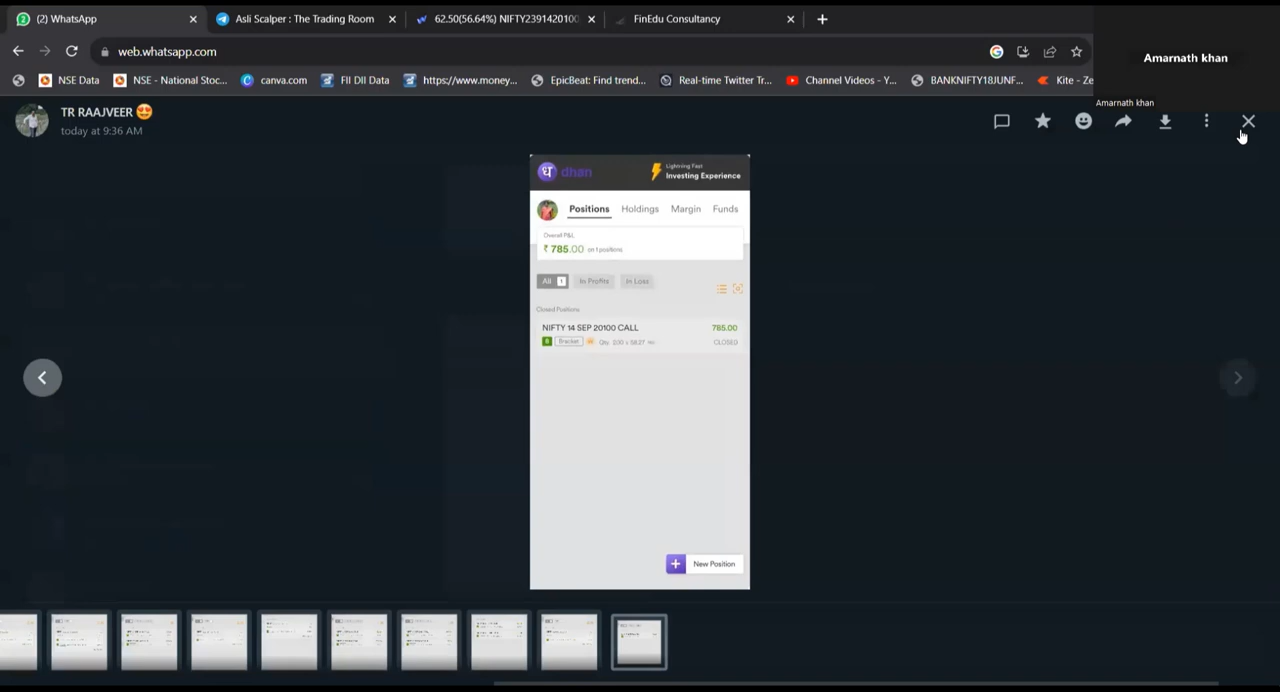 (2) WhatsApp
Asli Scalper : The Trading Room
62.50(56.64%) NIFTY2391420100
FinEdu Consultancy
web.whatsapp.com
Amarnath khan
NSE Data
NSE - National Stoc...
canva.com
FII DII Data
https://www.money...
EpicBeat: Find trend...
Real-time Twitter Tr...
Channel Videos - Y...
BANKNIFTY18JUNF...
Kite - Ze
Amarnath khan
TR RAAJVEER 😍
today at 9:36 AM
ध dhan
Lightning Fast
Investing Experience
Positions Holdings Margin Funds
Overall P&L
₹ 785.00 on 1 positions
All 1 In Profits In Loss
Closed Positions
NIFTY 14 SEP 20100 CALL 785.00
B Bracket Qty. CLOSED
New Position